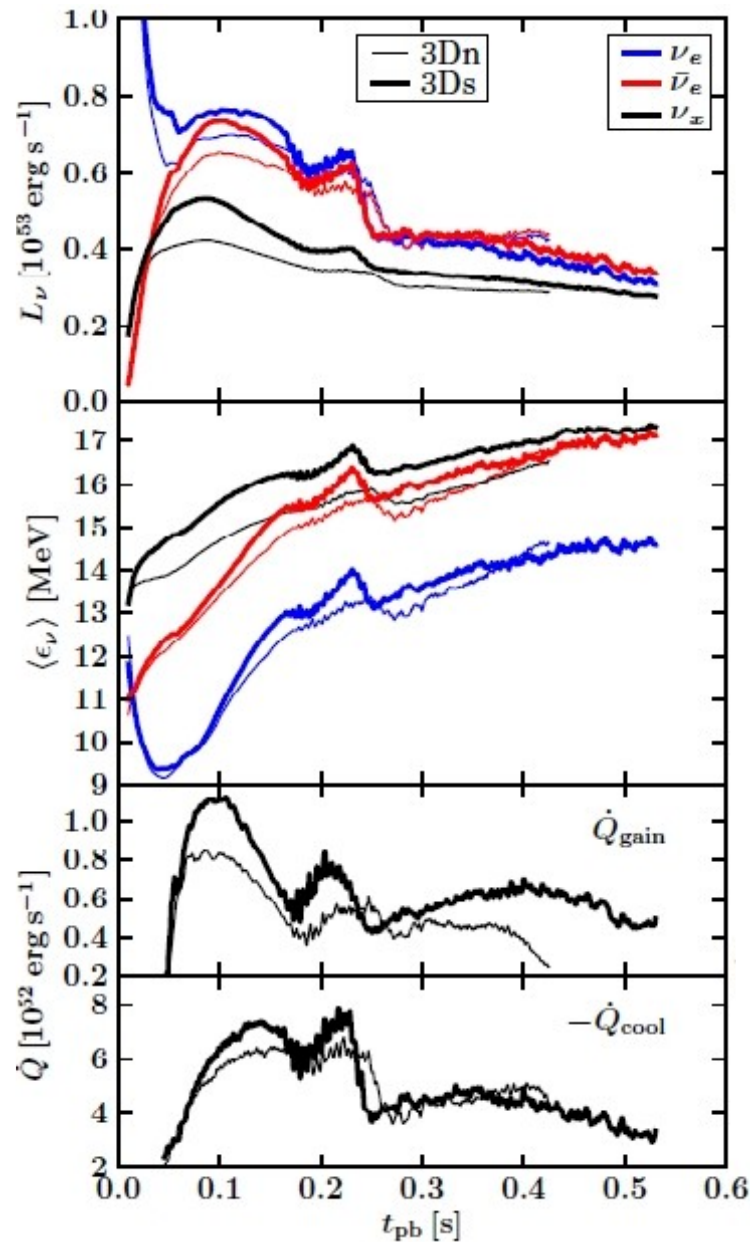 1.0
0.8
0.6
0.4
0.2
0.0
L_ν [10^53 erg s^−1]
3Dn
3Ds
ν_e
ν̄_e
ν_x
17
16
15
14
13
12
11
10
9
⟨ϵ_ν⟩ [MeV]
1.0
0.8
0.6
0.4
0.2
Q̇_gain
Q̇ [10^52 erg s^−1]
8
6
4
2
−Q̇_cool
0.0 0.1 0.2 0.3 0.4 0.5 0.6
t_pb [s]